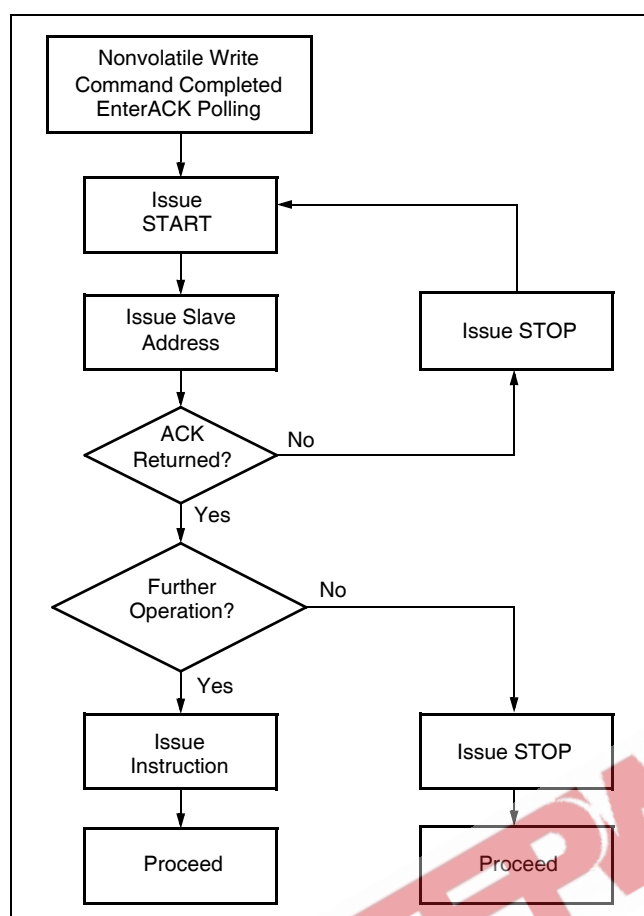 Nonvolatile Write
Command Completed
EnterACK Polling
Issue
START
Issue Slave
Address
Issue STOP
ACK
Returned?
No
Yes
Further
Operation?
No
Yes
Issue
Instruction
Issue STOP
Proceed
Proceed